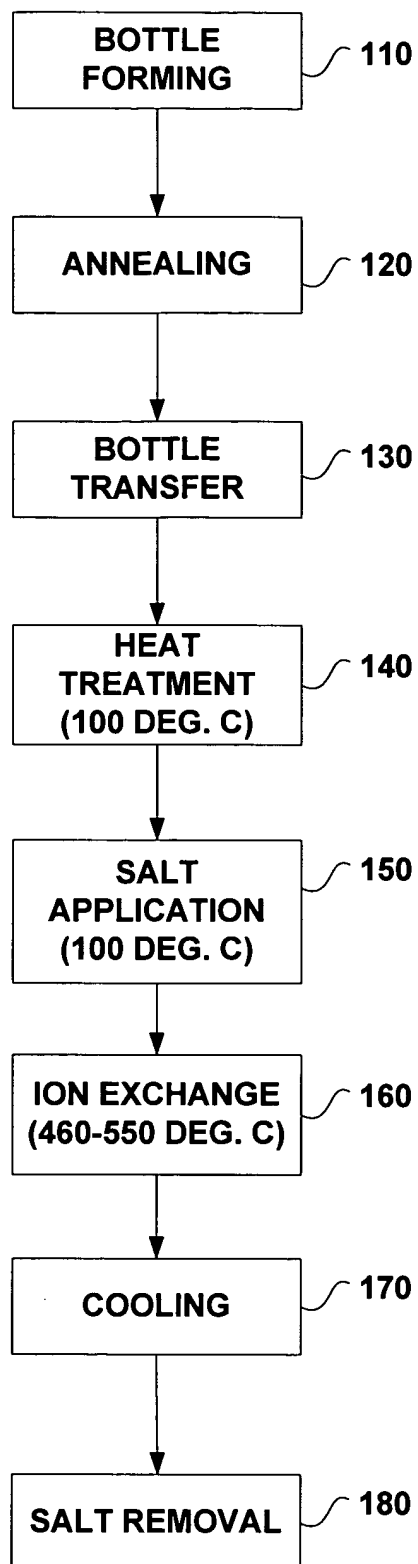 BOTTLE
FORMING
110
ANNEALING
120
BOTTLE
TRANSFER
130
HEAT
TREATMENT
(100 DEG. C)
140
SALT
APPLICATION
(100 DEG. C)
150
ION EXCHANGE
(460-550 DEG. C)
160
COOLING
170
SALT REMOVAL
180